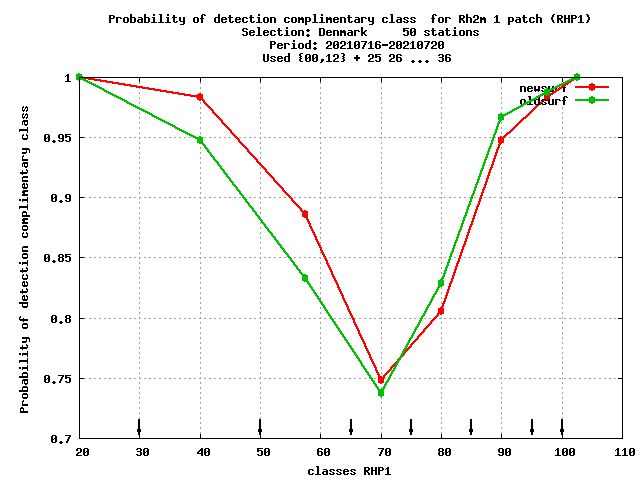 Probability of detection complimentary class  for Rh2m 1 patch (RHP1)
Selection: Denmark     50 stations
Period: 20210716-20210720
Used {00,12} + 25 26 ... 36
newsurf
oldsurf
Probability of detection complimentary class
1
0.95
0.9
0.85
0.8
0.75
0.7
20 30 40 50 60 70 80 90 100 110
classes RHP1